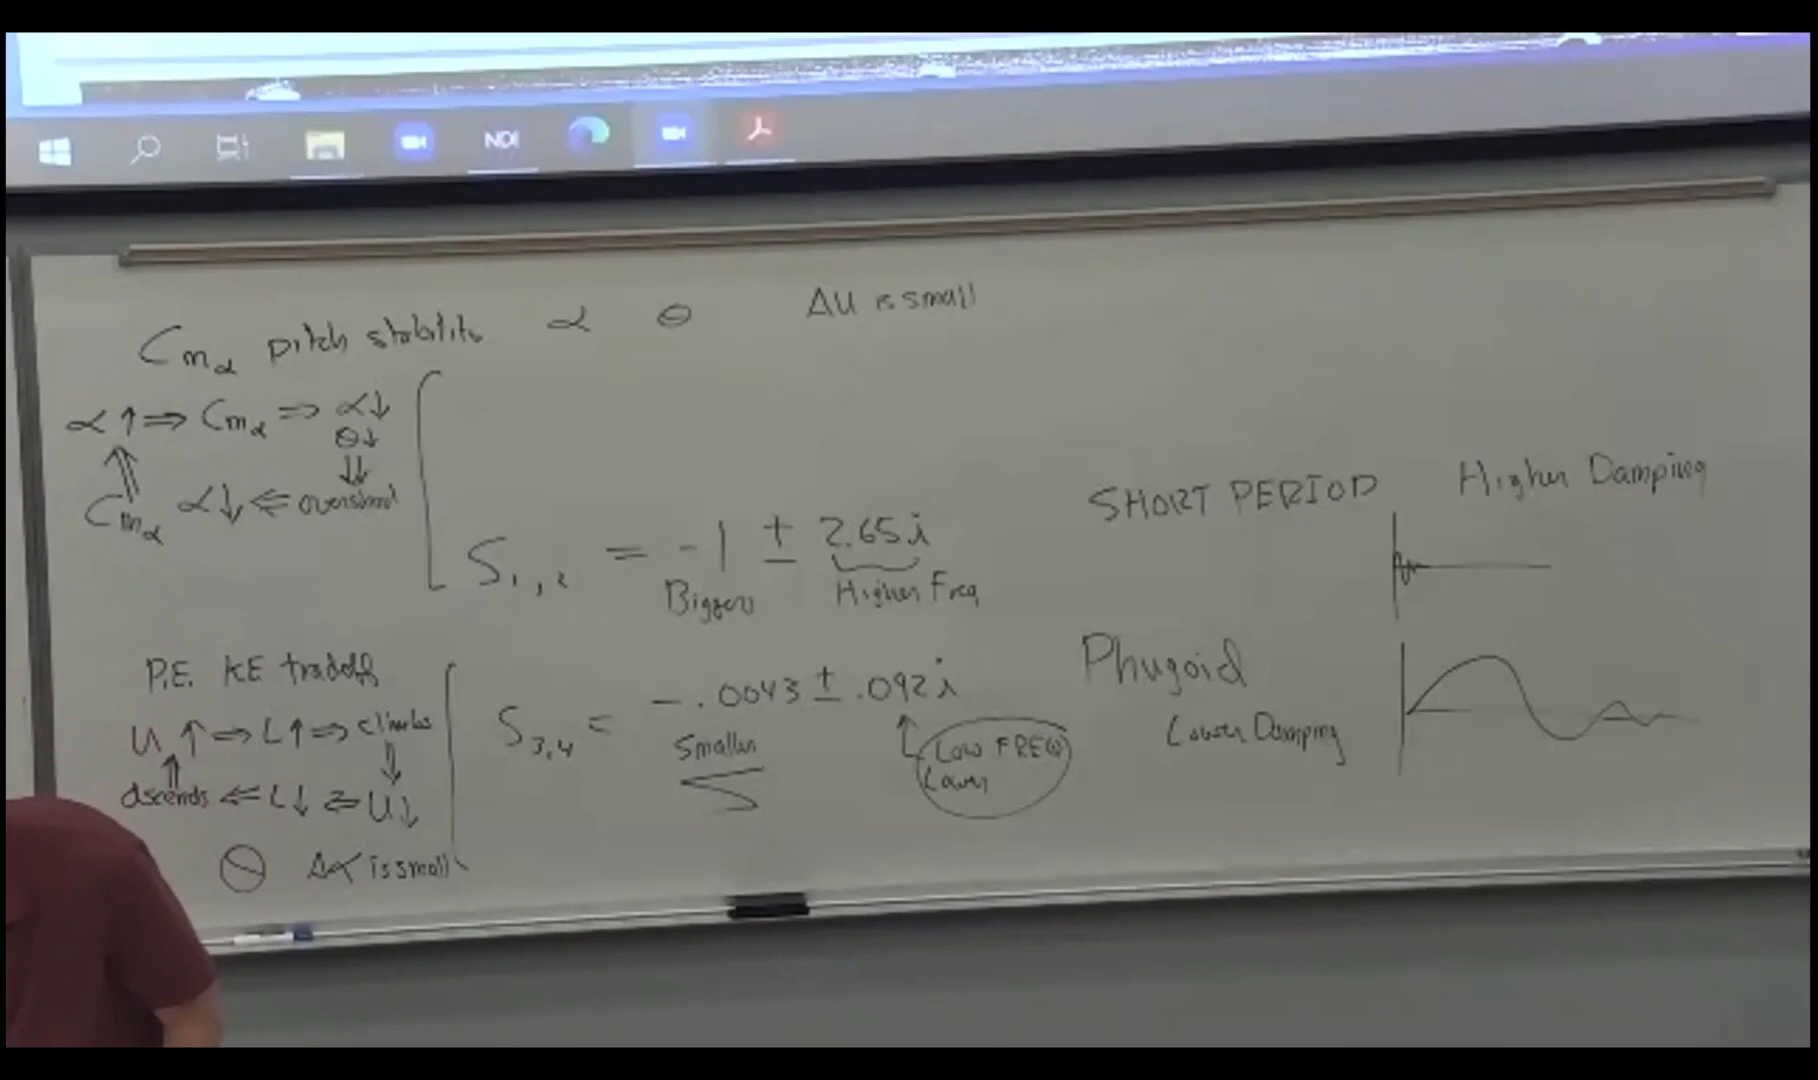 NDI
Cmα pitch stability α θ ΔU is small
α ↑ ⇒ Cmα ⇒ α↓
θ↓
⇓
Cmα α↓ ⇐ overshoot
S1,2 = -1 ± 2.65i
Bigger Higher Freq
SHORT PERIOD Higher Damping
P.E. KE tradoff
U ↑ ⇒ L↑ ⇒ climbs
⇓
dscends ⇐ L↓ ⇐ U↓
θ Δα is small
S3,4 = -.0043 ± .092i
Smaller Low FREQ
Lower
Phugoid
Lower Damping